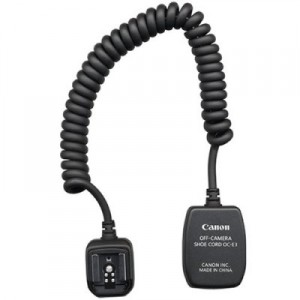 Canon
OFF-CAMERA
SHOE CORD OC-E3
CANON INC.
MADE IN CHINA